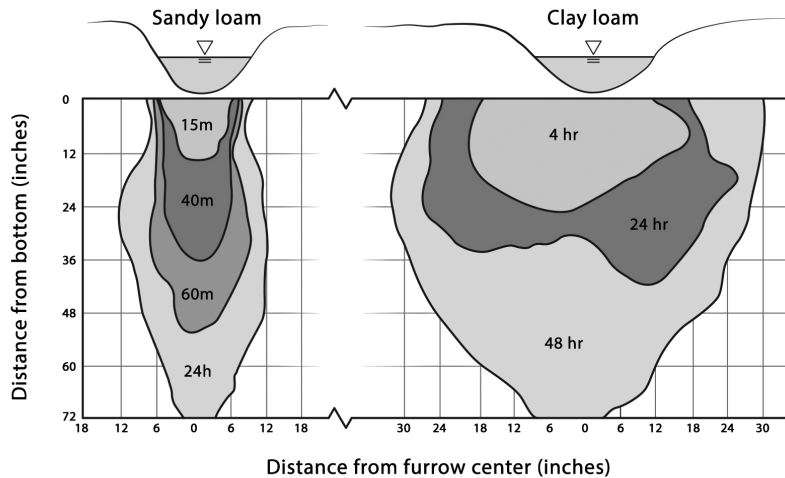 Sandy loam
Clay loam
Distance from bottom (inches)
0
12
24
36
48
60
72
15m
40m
60m
24h
4 hr
24 hr
48 hr
18 12 6 0 6 12 18
30 24 18 12 6 0 6 12 18 24 30
Distance from furrow center (inches)